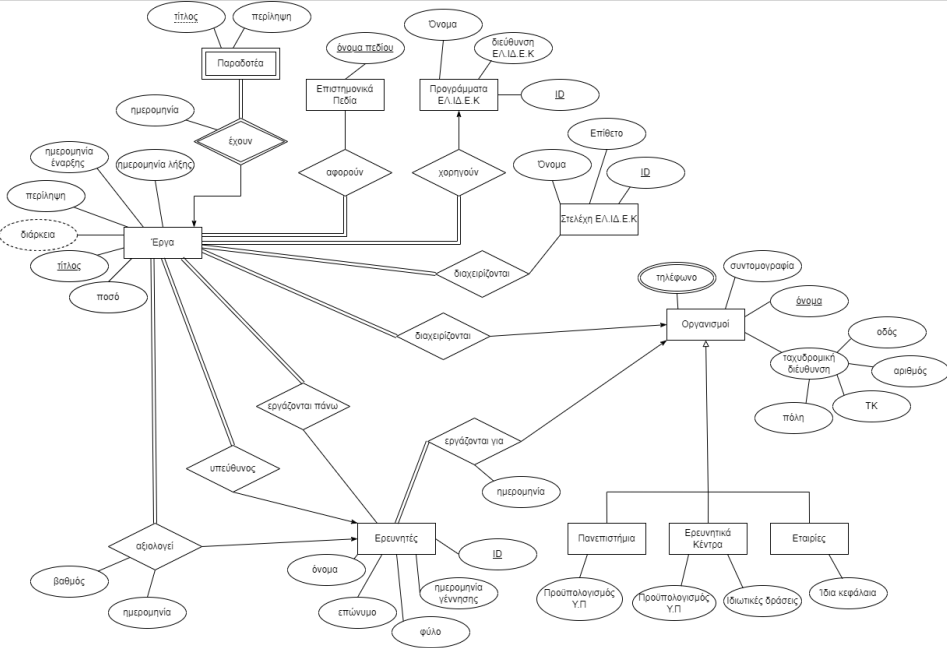 τίτλος
περίληψη
Παραδοτέα
ημερομηνία
έχουν
όνομα πεδίου
Επιστημονικά
Πεδία
αφορούν
Όνομα
διεύθυνση
ΕΛ.ΙΔ.Ε.Κ
Προγράμματα
ΕΛ.ΙΔ.Ε.Κ
ID
χορηγούν
Επίθετο
Όνομα
ID
Στελέχη ΕΛ.ΙΔ.Ε.Κ
διαχειρίζονται
ημερομηνία
έναρξης
ημερομηνία λήξης
περίληψη
διάρκεια
τίτλος
ποσό
Έργα
τηλέφωνο
συντομογραφία
όνομα
Οργανισμοί
ταχυδρομική
διέυθυνση
οδός
αριθμός
ΤΚ
πόλη
διαχειρίζονται
εργάζονται πάνω
εργάζονται για
ημερομηνία
υπεύθυνος
αξιολογεί
βαθμός
ημερομηνία
Ερευνητές
όνομα
επώνυμο
φύλο
ημερομηνία
γέννησης
ID
Πανεπιστήμια
Ερευνητικά
Κέντρα
Εταιρίες
Προϋπολογισμός
Υ.Π
Προϋπολογισμός
Υ.Π
Ιδιωτικές δράσεις
Ίδια κεφάλαια